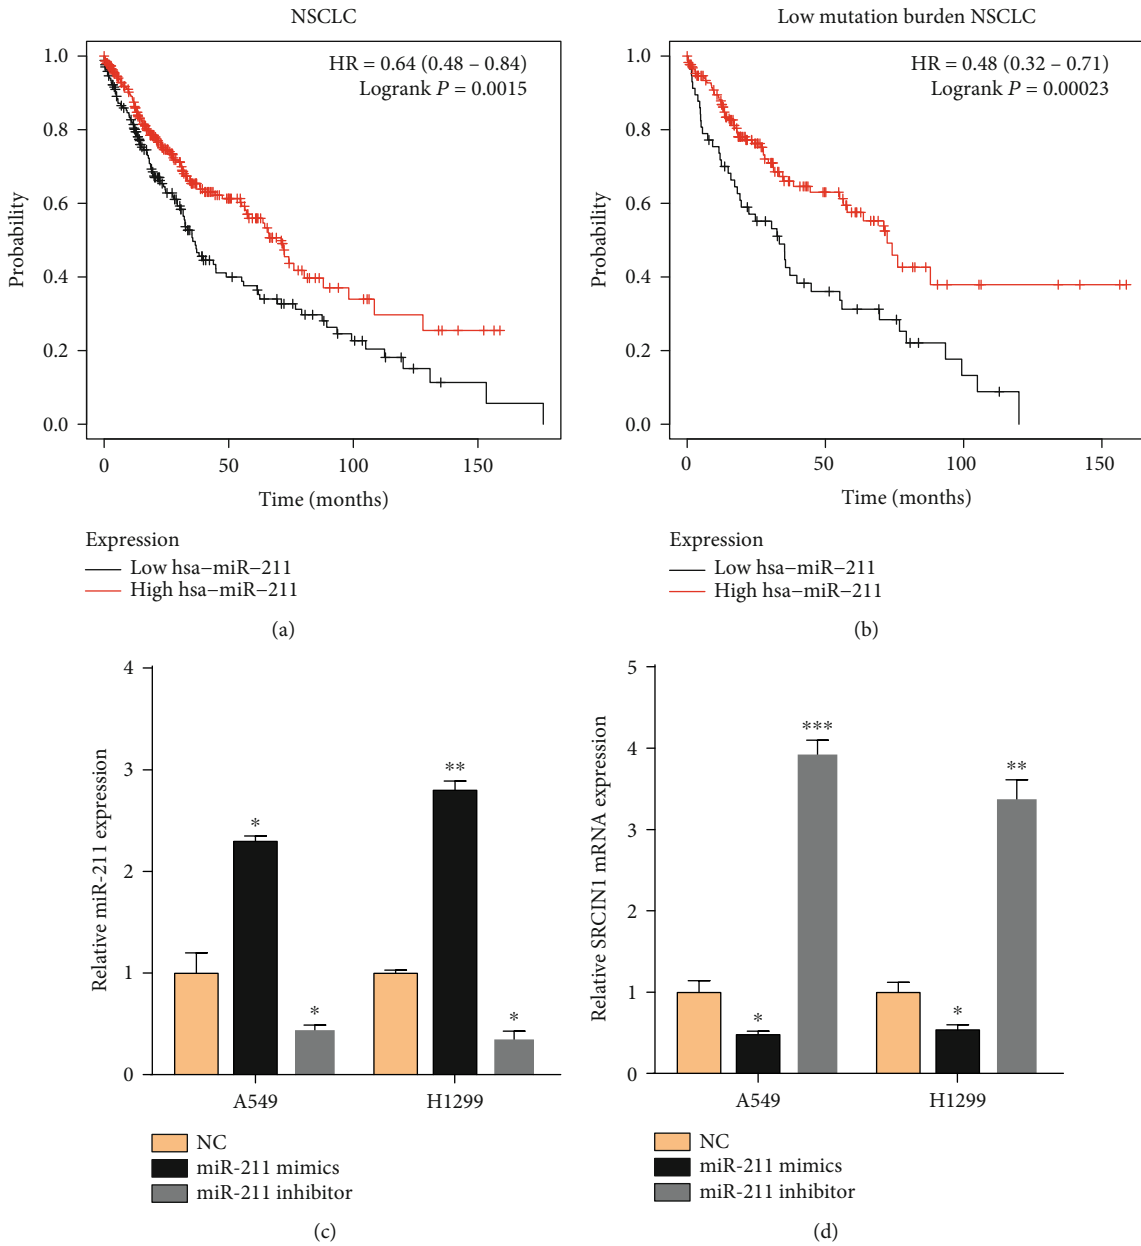 NSCLC
HR = 0.64 (0.48 – 0.84)
Logrank P = 0.0015
Probability
1.0
0.8
0.6
0.4
0.2
0.0
0
50
100
150
Time (months)
Expression
Low hsa−miR−211
High hsa−miR−211
(a)
Low mutation burden NSCLC
HR = 0.48 (0.32 – 0.71)
Logrank P = 0.00023
Probability
1.0
0.8
0.6
0.4
0.2
0.0
0
50
100
150
Time (months)
Expression
Low hsa−miR−211
High hsa−miR−211
(b)
Relative miR-211 expression
4
3
2
1
0
*
*
**
*
A549
H1299
NC
miR-211 mimics
miR-211 inhibitor
(c)
Relative SRCIN1 mRNA expression
5
4
3
2
1
0
*
***
*
**
A549
H1299
NC
miR-211 mimics
miR-211 inhibitor
(d)